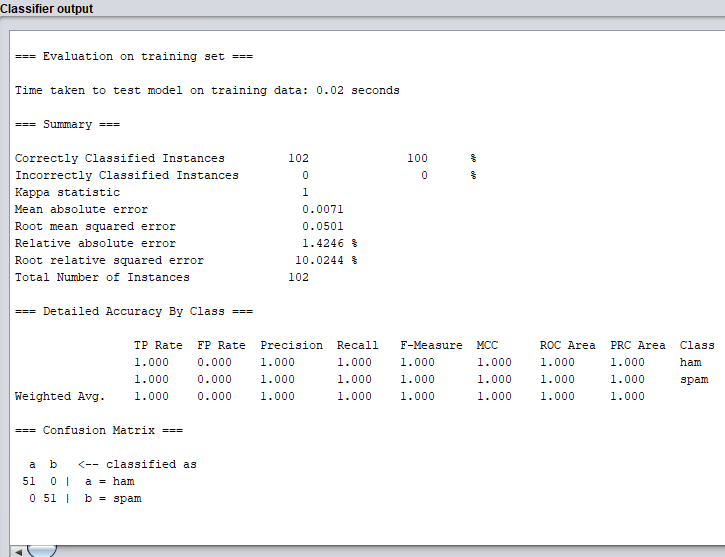 Classifier output
=== Evaluation on training set ===
Time taken to test model on training data: 0.02 seconds
=== Summary ===
Correctly Classified Instances 102 100 %
Incorrectly Classified Instances 0 0 %
Kappa statistic 1
Mean absolute error 0.0071
Root mean squared error 0.0501
Relative absolute error 1.4246 %
Root relative squared error 10.0244 %
Total Number of Instances 102
=== Detailed Accuracy By Class ===
TP Rate FP Rate Precision Recall F-Measure MCC ROC Area PRC Area Class
1.000 0.000 1.000 1.000 1.000 1.000 1.000 1.000 ham
1.000 0.000 1.000 1.000 1.000 1.000 1.000 1.000 spam
Weighted Avg. 1.000 0.000 1.000 1.000 1.000 1.000 1.000 1.000
=== Confusion Matrix ===
a b <-- classified as
51 0 | a = ham
0 51 | b = spam